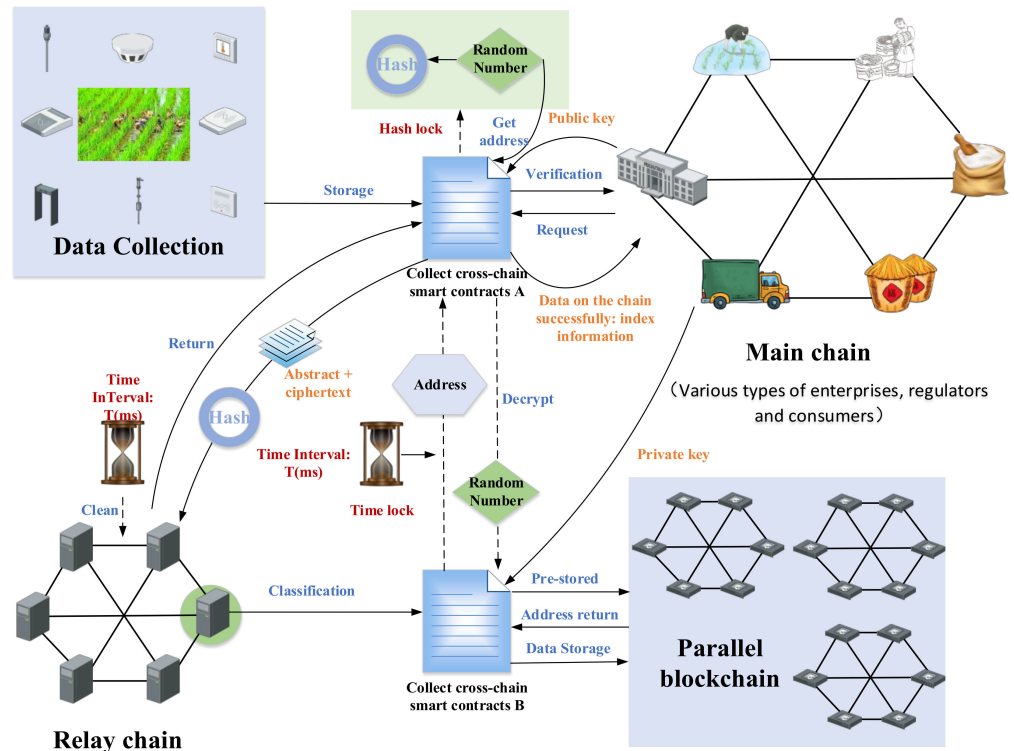 Hash
Random
Number
Hash lock
Get
address
Public key
Verification
Storage
Request
Data Collection
Collect cross-chain
smart contracts A
Data on the chain
successfully: index
information
Main chain
（Various types of enterprises, regulators
and consumers）
Return
Abstract +
ciphertext
Time
InTerval:
T(ms)
Hash
Address
Decrypt
Time Interval:
T(ms)
Time lock
Random
Number
Private key
Clean
Classification
Pre-stored
Address return
Data Storage
Parallel
blockchain
Collect cross-chain
smart contracts B
Relay chain